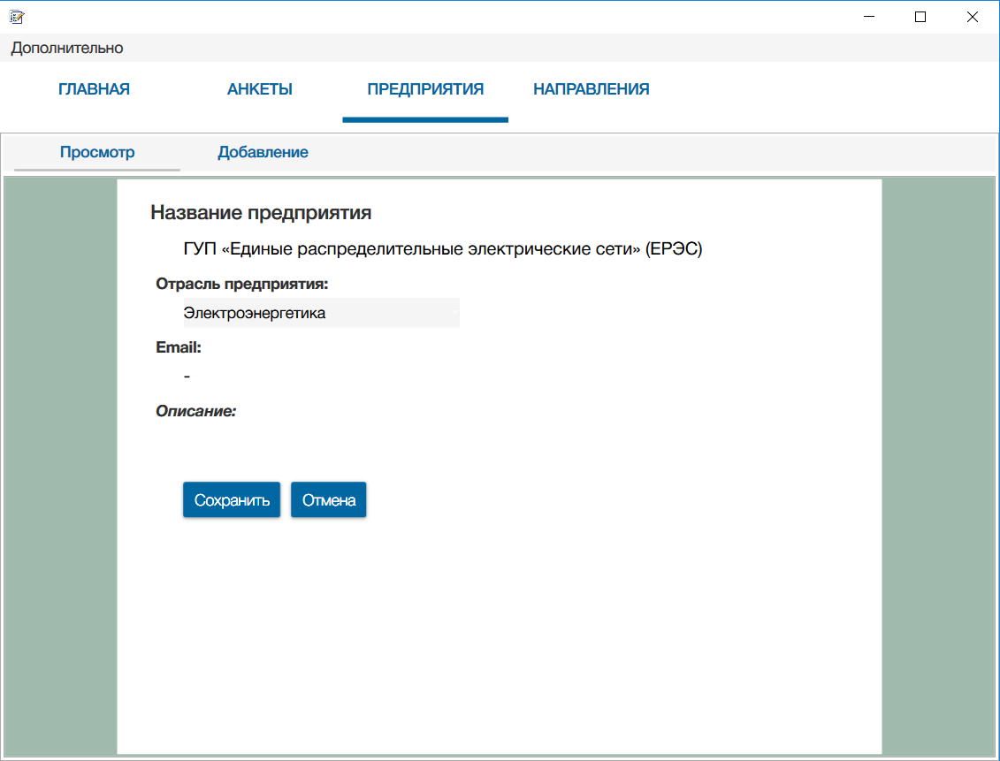 Дополнительно
ГЛАВНАЯ АНКЕТЫ ПРЕДПРИЯТИЯ НАПРАВЛЕНИЯ
Просмотр Добавление
Название предприятия
ГУП «Единые распределительные электрические сети» (ЕРЭС)
Отрасль предприятия:
Электроэнергетика
Email:
-
Описание:
Сохранить Отмена